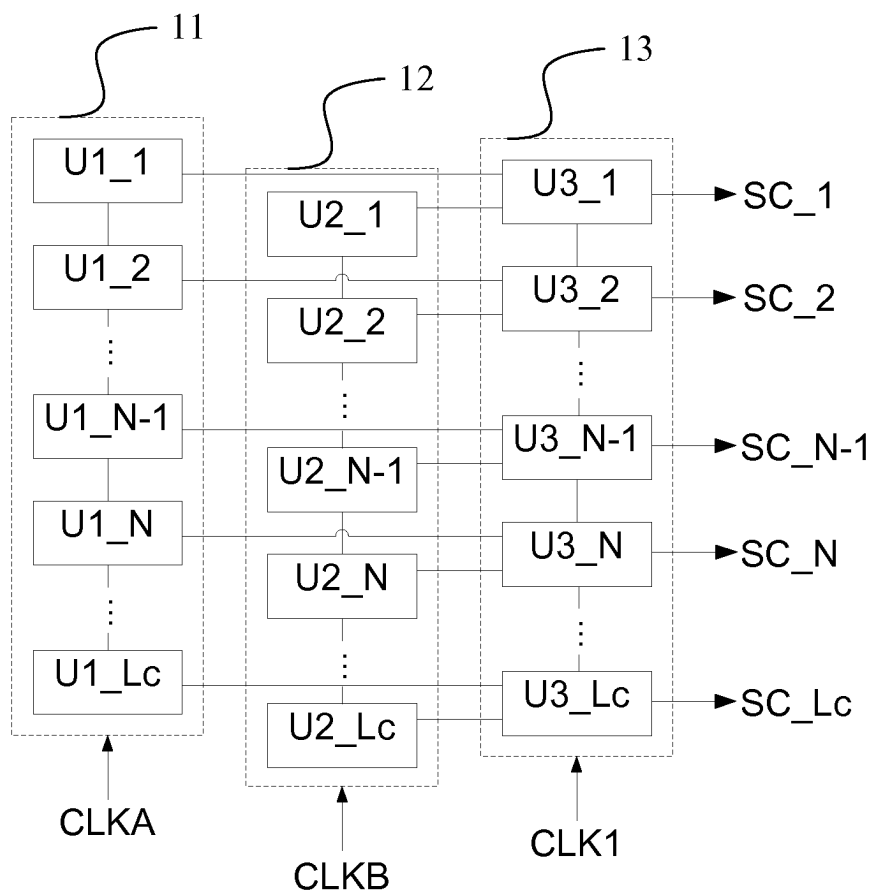 11
12
13
U1_1
U2_1
U3_1
SC_1
U1_2
U2_2
U3_2
SC_2
⋮
⋮
⋮
U1_N-1
U2_N-1
U3_N-1
SC_N-1
U1_N
U2_N
U3_N
SC_N
⋮
⋮
⋮
U1_Lc
U2_Lc
U3_Lc
SC_Lc
CLKA
CLKB
CLK1